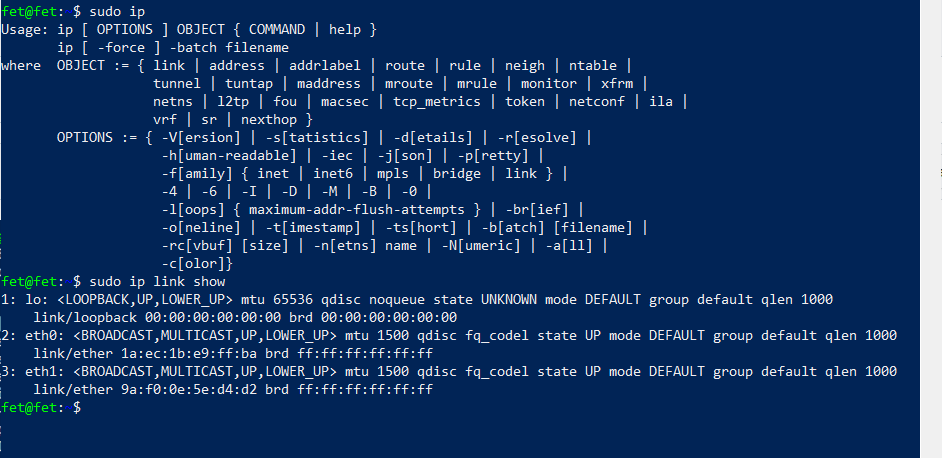 fet@fet: $ sudo ip
Usage: ip [ OPTIONS ] OBJECT { COMMAND | help }
       ip [ -force ] -batch filename
where  OBJECT := { link | address | addrlabel | route | rule | neigh | ntable |
                   tunnel | tuntap | maddress | mroute | mrule | monitor | xfrm |
                   netns | l2tp | fou | macsec | tcp_metrics | token | netconf | ila |
                   vrf | sr | nexthop }
       OPTIONS := { -V[ersion] | -s[tatistics] | -d[etails] | -r[esolve] |
                    -h[uman-readable] | -iec | -j[son] | -p[retty] |
                    -f[amily] { inet | inet6 | mpls | bridge | link } |
                    -4 | -6 | -I | -D | -M | -B | -0 |
                    -l[oops] { maximum-addr-flush-attempts } | -br[ief] |
                    -o[neline] | -t[imestamp] | -ts[hort] | -b[atch] [filename] |
                    -rc[vbuf] [size] | -n[etns] name | -N[umeric] | -a[ll] |
                    -c[olor]}
fet@fet: $ sudo ip link show
1: lo: <LOOPBACK,UP,LOWER_UP> mtu 65536 qdisc noqueue state UNKNOWN mode DEFAULT group default qlen 1000
    link/loopback 00:00:00:00:00:00 brd 00:00:00:00:00:00
2: eth0: <BROADCAST,MULTICAST,UP,LOWER_UP> mtu 1500 qdisc fq_codel state UP mode DEFAULT group default qlen 1000
    link/ether 1a:ec:1b:e9:ff:ba brd ff:ff:ff:ff:ff:ff
3: eth1: <BROADCAST,MULTICAST,UP,LOWER_UP> mtu 1500 qdisc fq_codel state UP mode DEFAULT group default qlen 1000
    link/ether 9a:f0:0e:5e:d4:d2 brd ff:ff:ff:ff:ff:ff
fet@fet: $